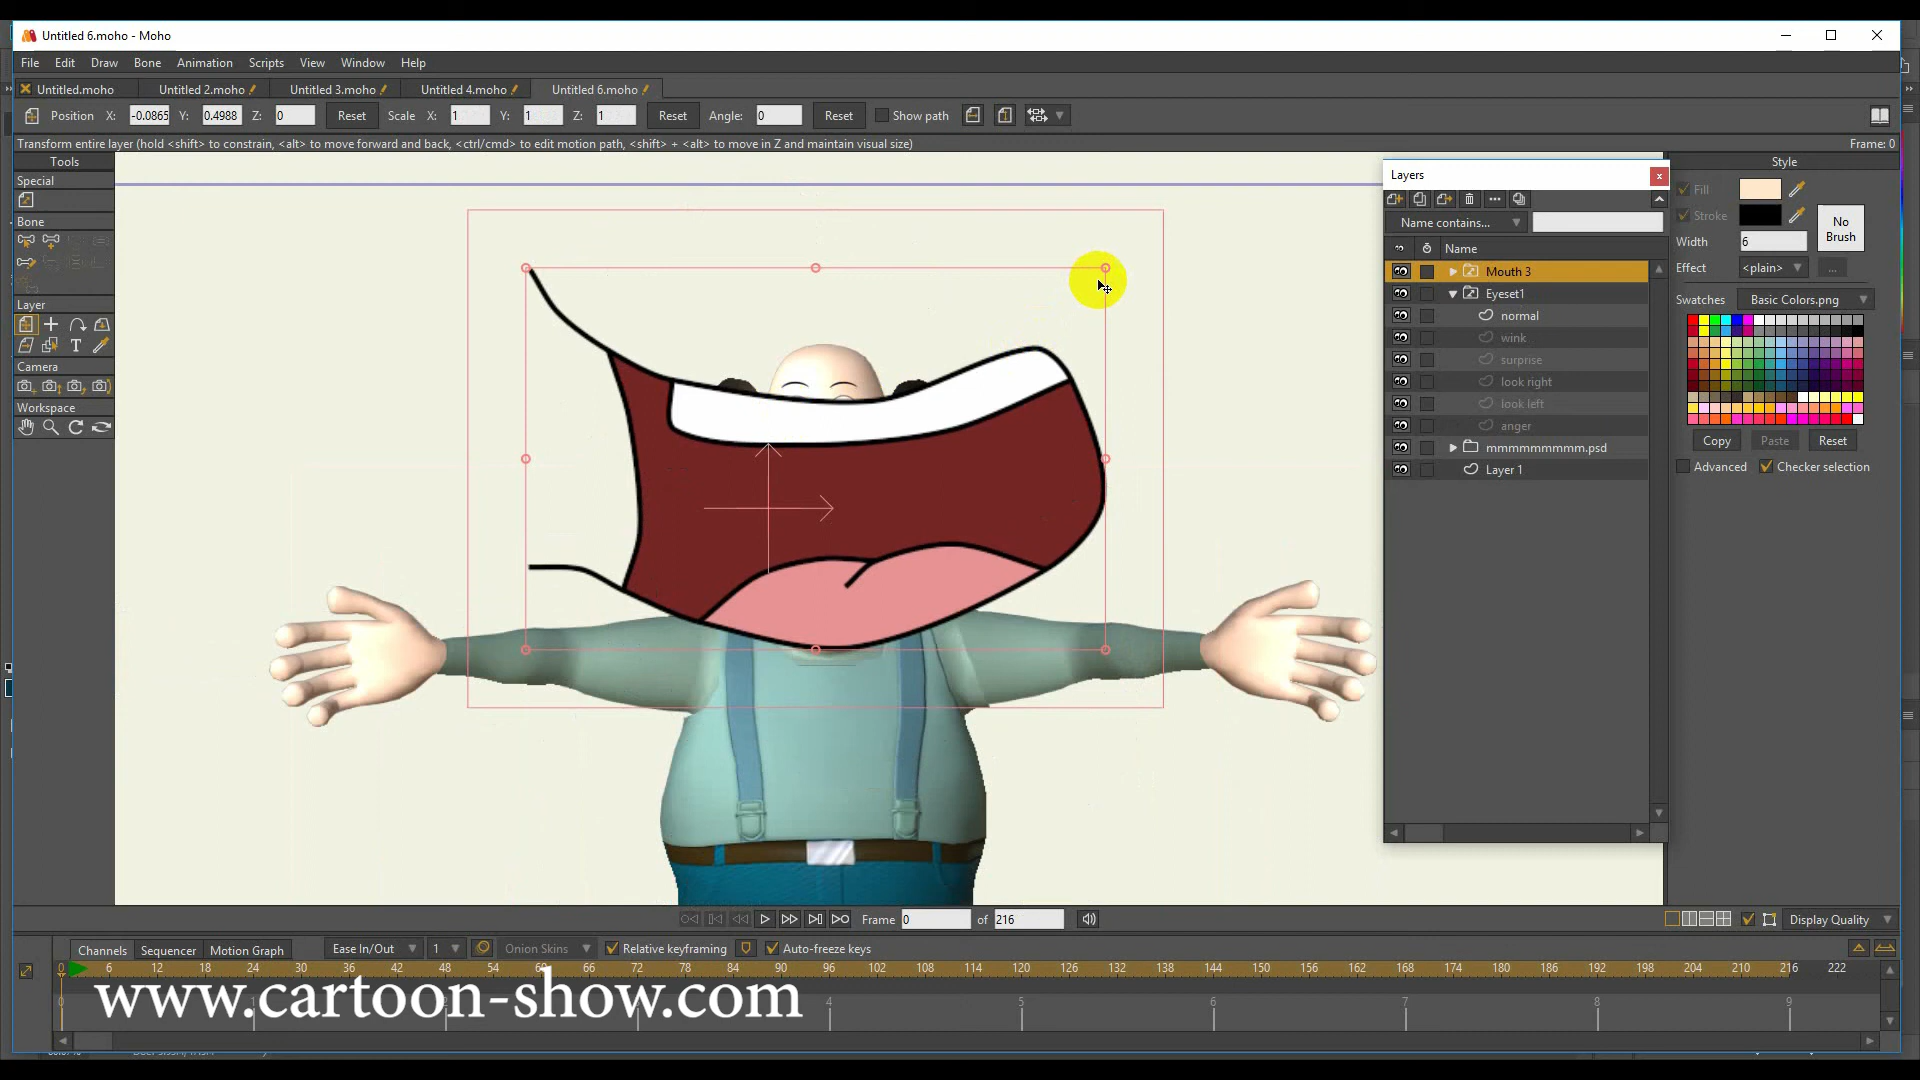 Untitled 6.moho - Moho
File Edit Draw Bone Animation Scripts View Window Help
Untitled.moho Untitled 2.moho Untitled 3.moho Untitled 4.moho Untitled 6.moho
Position X: -0.0865 Y: 0.4988 Z: 0 Reset Scale X: 1 Y: 1 Z: 1 Reset Angle: 0 Reset Show path
Transform entire layer (hold <shift> to constrain, <alt> to move forward and back, <ctrl/cmd> to edit motion path, <shift> + <alt> to move in Z and maintain visual size) Frame: 0
Tools
Special
Bone
Layer
Camera
Workspace
Layers
Name contains...
Name
Mouth 3
Eyeset1
normal
wink
surprise
look right
look left
anger
mmmmmmmmm.psd
Layer 1
Style
Fill
Stroke
No Brush
Width 6
Effect <plain> ...
Swatches Basic Colors.png
Copy Paste Reset
Advanced Checker selection
Frame 0 of 216
Display Quality
Channels Sequencer Motion Graph Ease In/Out 1 Onion Skins Relative keyframing Auto-freeze keys
0 6 12 18 24 30 36 42 48 54 60 66 72 78 84 90 96 102 108 114 120 126 132 138 144 150 156 162 168 174 180 186 192 198 204 210 216 222
www.cartoon-show.com
0 5 6 7 8 9